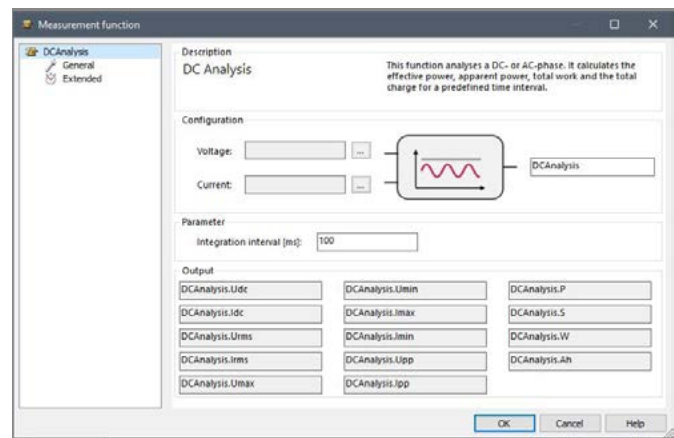 Measurement function
DCAnalysis
General
Extended
Description
DC Analysis
This function analyses a DC- or AC-phase. It calculates the
effective power, apparent power, total work and the total
charge for a predefined time interval.
Configuration
Voltage:
...
Current:
...
DCAnalysis
Parameter
Integration interval [ms]:
100
Output
DCAnalysis.Udc
DCAnalysis.Umin
DCAnalysis.P
DCAnalysis.Idc
DCAnalysis.Imax
DCAnalysis.S
DCAnalysis.Urms
DCAnalysis.Imin
DCAnalysis.W
DCAnalysis.Irms
DCAnalysis.Upp
DCAnalysis.Ah
DCAnalysis.Umax
DCAnalysis.Ipp
OK
Cancel
Help